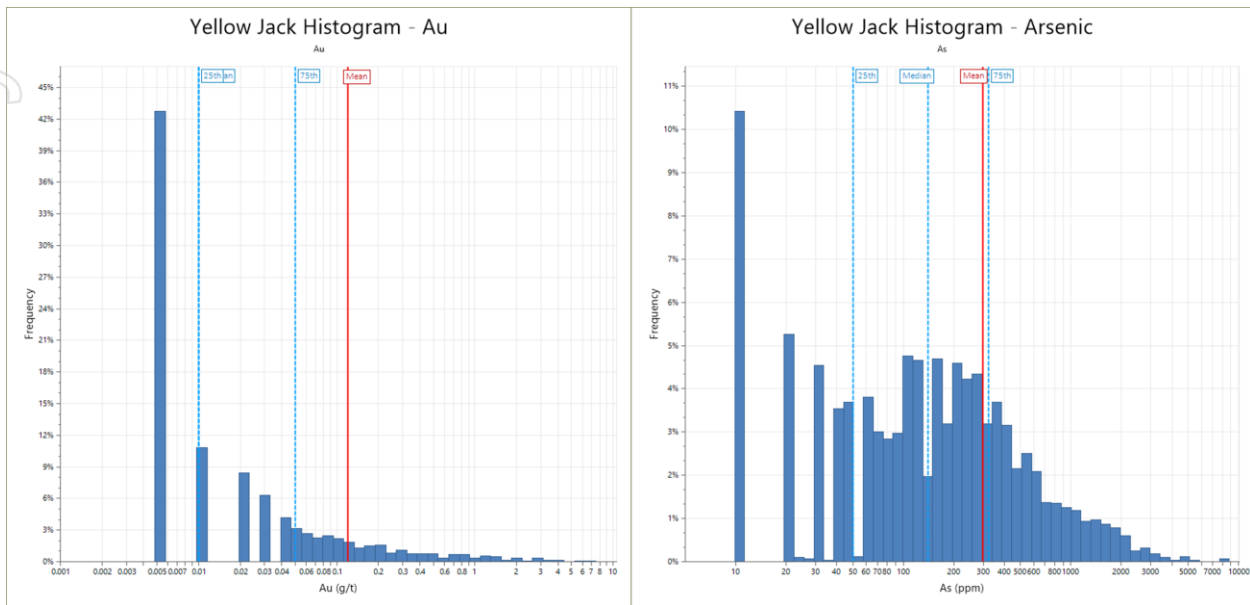 Yellow Jack Histogram - Au
Au
25th an
75th
Mean
45%
42%
39%
36%
33%
30%
27%
24%
21%
18%
15%
12%
9%
6%
3%
0%
Frequency
0.001 0.002 0.003 0.005 0.007 0.01 0.02 0.03 0.04 0.06 0.08 0.1 0.2 0.3 0.4 0.6 0.8 1 2 3 4 5 6 7 8 10
Au (g/t)
Yellow Jack Histogram - Arsenic
As
25th
Median
Mean
75th
11%
10%
9%
8%
7%
6%
5%
4%
3%
2%
1%
0%
Frequency
10 20 30 40 50 60 70 80 100 200 300 400 500 600 800 1000 2000 3000 5000 7000 10000
As (ppm)